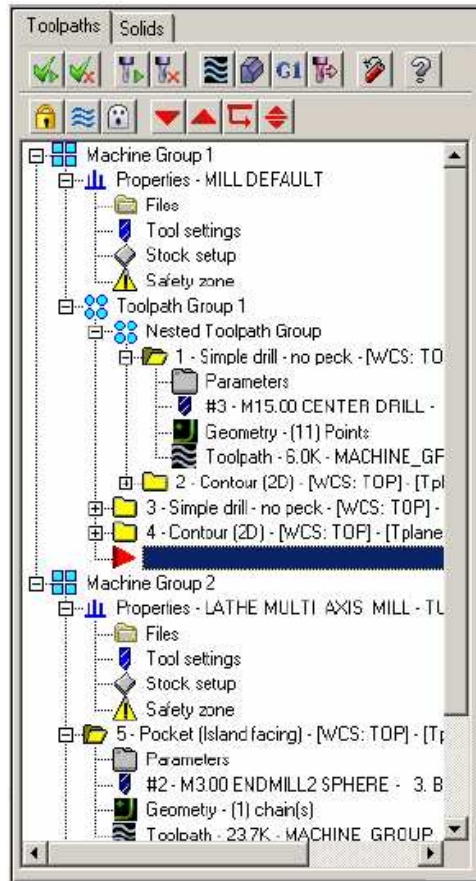 Toolpaths Solids
G1
Machine Group 1
Properties - MILL DEFAULT
Files
Tool settings
Stock setup
Safety zone
Toolpath Group 1
Nested Toolpath Group
1 - Simple drill - no peck - [WCS: TO
Parameters
#3 - M15.00 CENTER DRILL -
Geometry - (11) Points
Toolpath - 6.0K - MACHINE_GF
2 - Contour (2D) - [WCS: TOP] - [Tpl
3 - Simple drill - no peck - [WCS: TOP] -
4 - Contour (2D) - [WCS: TOP] - [Tplane
Machine Group 2
Properties - LATHE MULTI_AXIS_MILL - TU
Files
Tool settings
Stock setup
Safety zone
5 - Pocket (Island facing) - [WCS: TOP] - [Tp
Parameters
#2 - M3.00 ENDMILL2 SPHERE - 3. B
Geometry - (1) chain(s)
Toolpath - 23.7K - MACHINE_GROUP